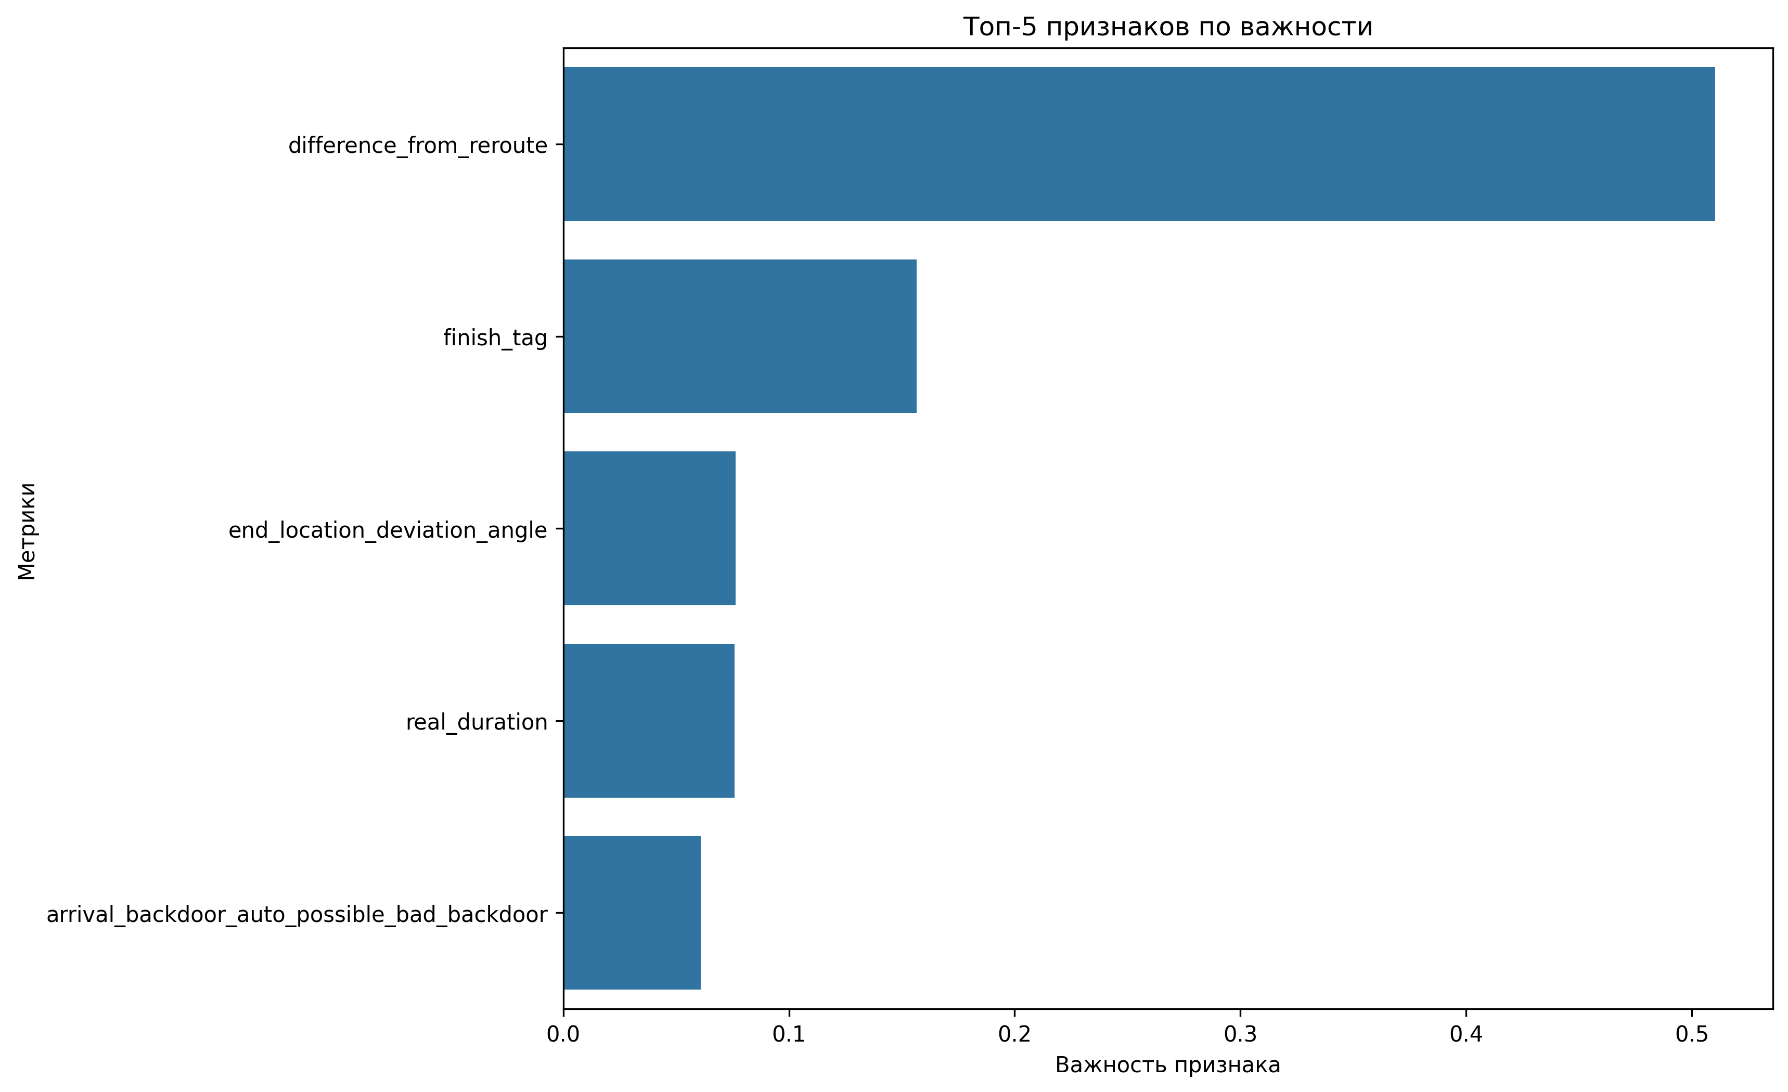 Топ-5 признаков по важности
Метрики
difference_from_reroute
finish_tag
end_location_deviation_angle
real_duration
arrival_backdoor_auto_possible_bad_backdoor
0.0 0.1 0.2 0.3 0.4 0.5
Важность признака